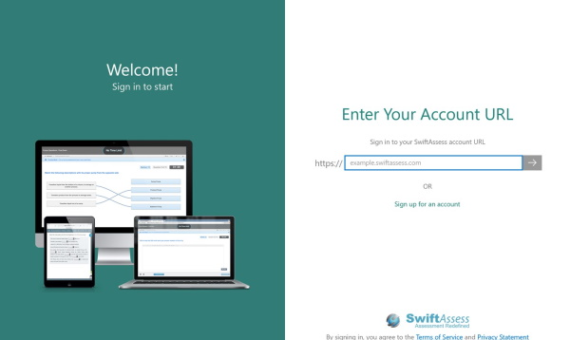 Welcome!
Sign in to start
Enter Your Account URL
Sign in to your SwiftAssess account URL
https://
example.swiftassess.com
OR
Sign up for an account
SwiftAssess
Assessment Redefined
By signing in, you agree to the Terms of Service and Privacy Statement